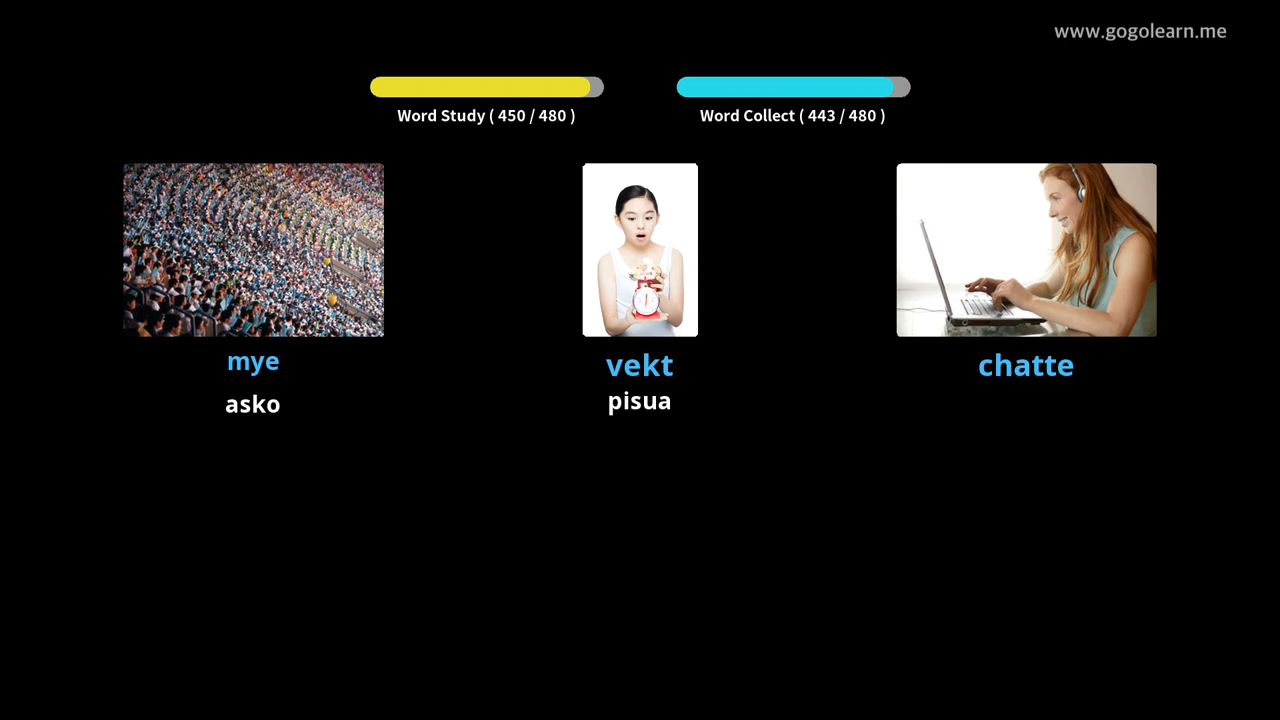 www.gogolearn.me
Word Study ( 450 / 480 )
Word Collect ( 443 / 480 )
mye
asko
vekt
pisua
chatte